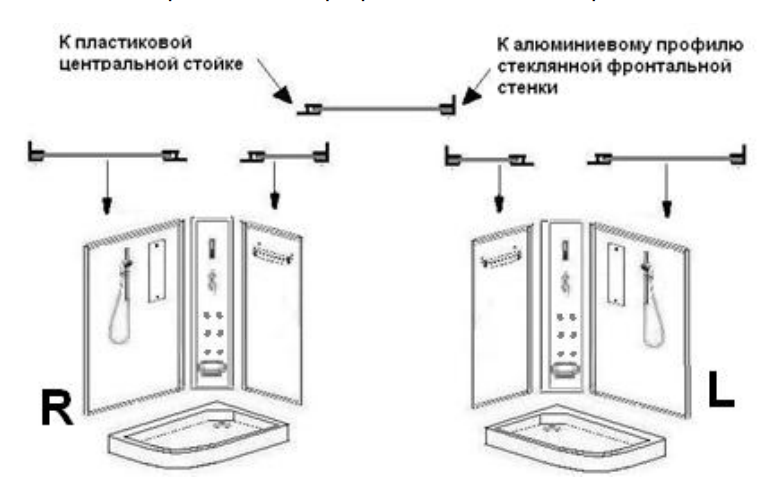 К пластиковой
центральной стойке
К алюминиевому профилю
стеклянной фронтальной
стенки
R
L